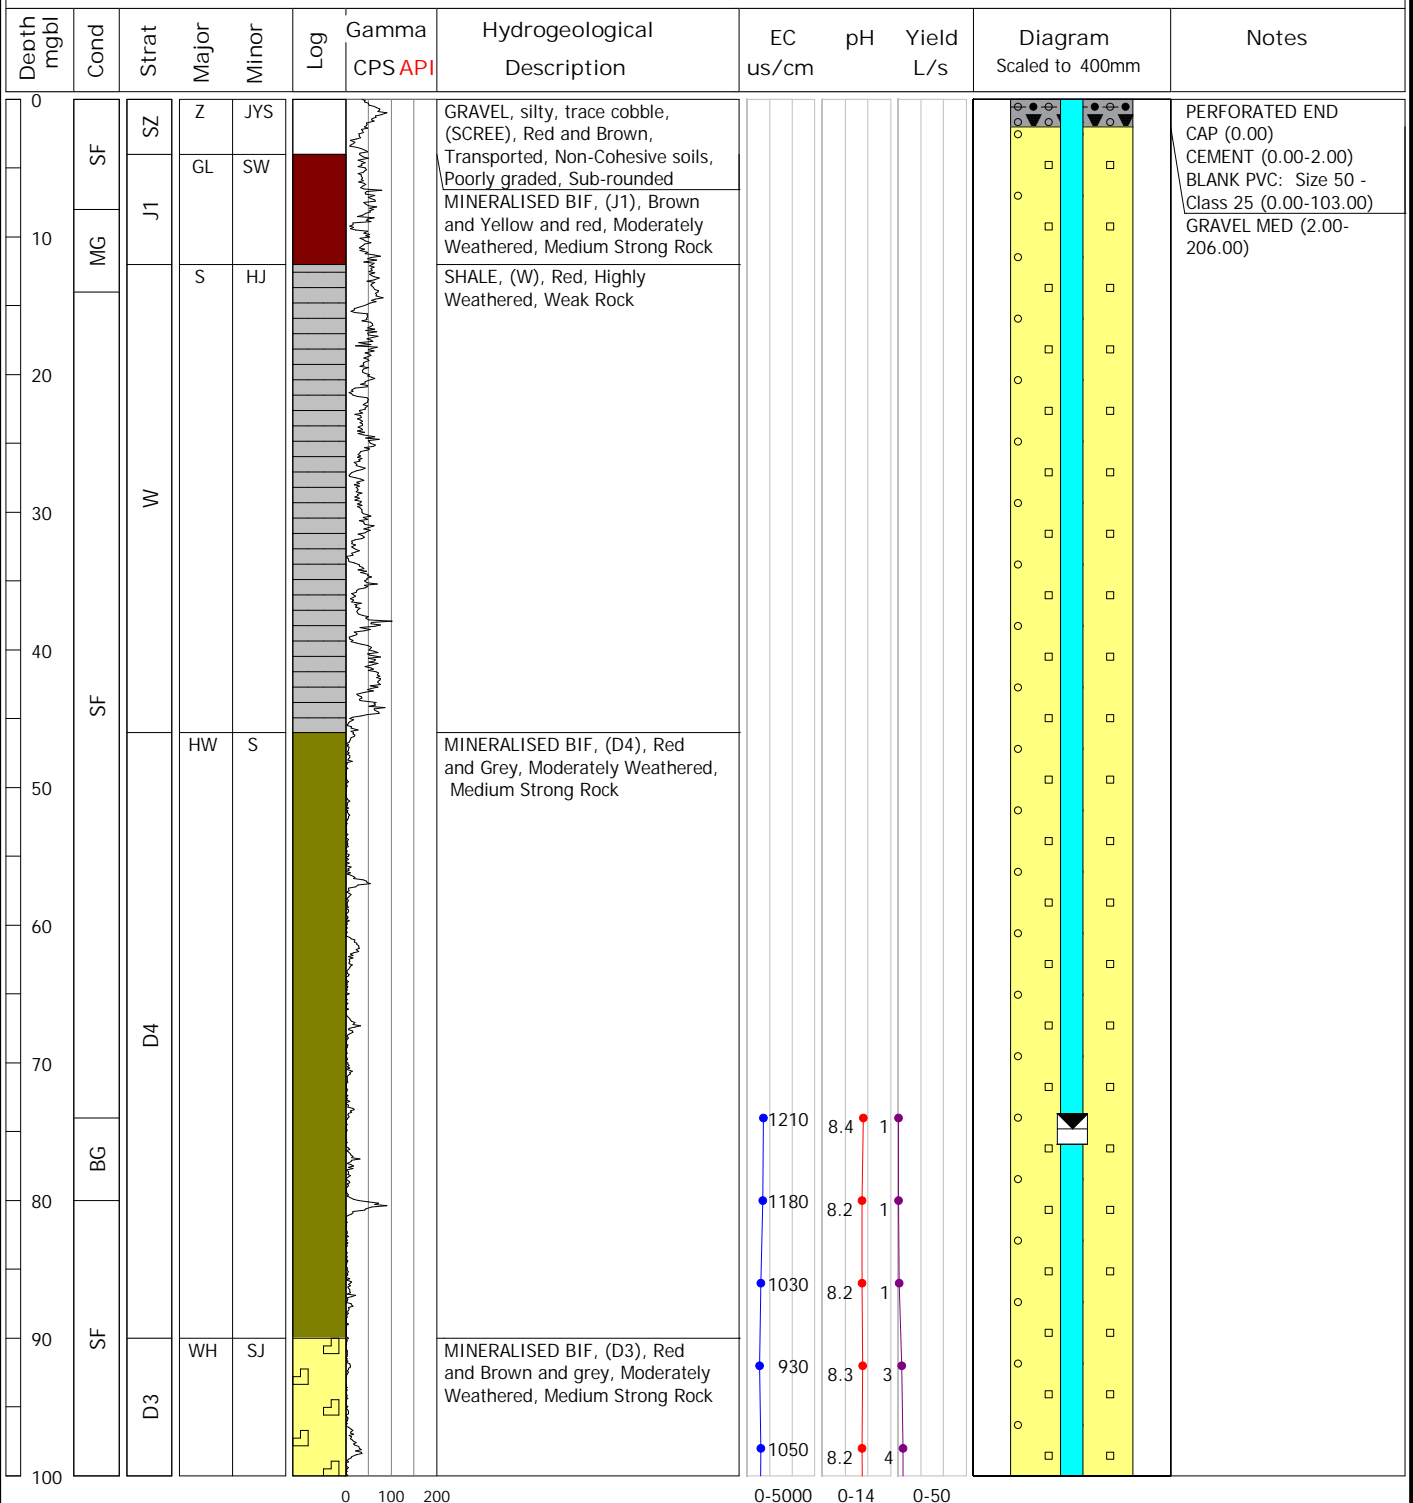 Depth mgbl
Cond
Strat
Major
Minor
Log
Gamma
CPS API
Hydrogeological
Description
EC
us/cm
pH
Yield
L/s
Diagram
Scaled to 400mm
Notes
0
10
20
30
40
50
60
70
80
90
100
SF
MG
SF
BG
SF
SZ
J1
W
D4
D3
Z JYS
GL SW
S HJ
HW S
WH SJ
GRAVEL, silty, trace cobble,
(SCREE), Red and Brown,
Transported, Non-Cohesive soils,
Poorly graded, Sub-rounded
MINERALISED BIF, (J1), Brown
and Yellow and red, Moderately
Weathered, Medium Strong Rock
SHALE, (W), Red, Highly
Weathered, Weak Rock
MINERALISED BIF, (D4), Red
and Grey, Moderately Weathered,
Medium Strong Rock
MINERALISED BIF, (D3), Red
and Brown and grey, Moderately
Weathered, Medium Strong Rock
1210 8.4 1
1180 8.2 1
1030 8.2 1
930 8.3 3
1050 8.2 4
PERFORATED END
CAP (0.00)
CEMENT (0.00-2.00)
BLANK PVC: Size 50 -
Class 25 (0.00-103.00)
GRAVEL MED (2.00-
206.00)
0 100 200
0-5000 0-14 0-50